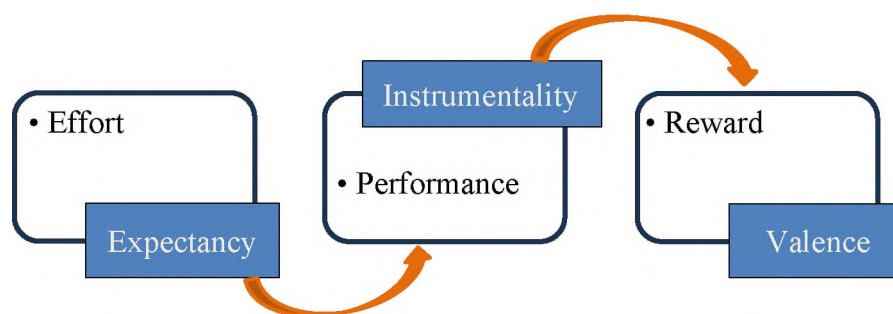 • Effort
Expectancy
Instrumentality
• Performance
• Reward
Valence